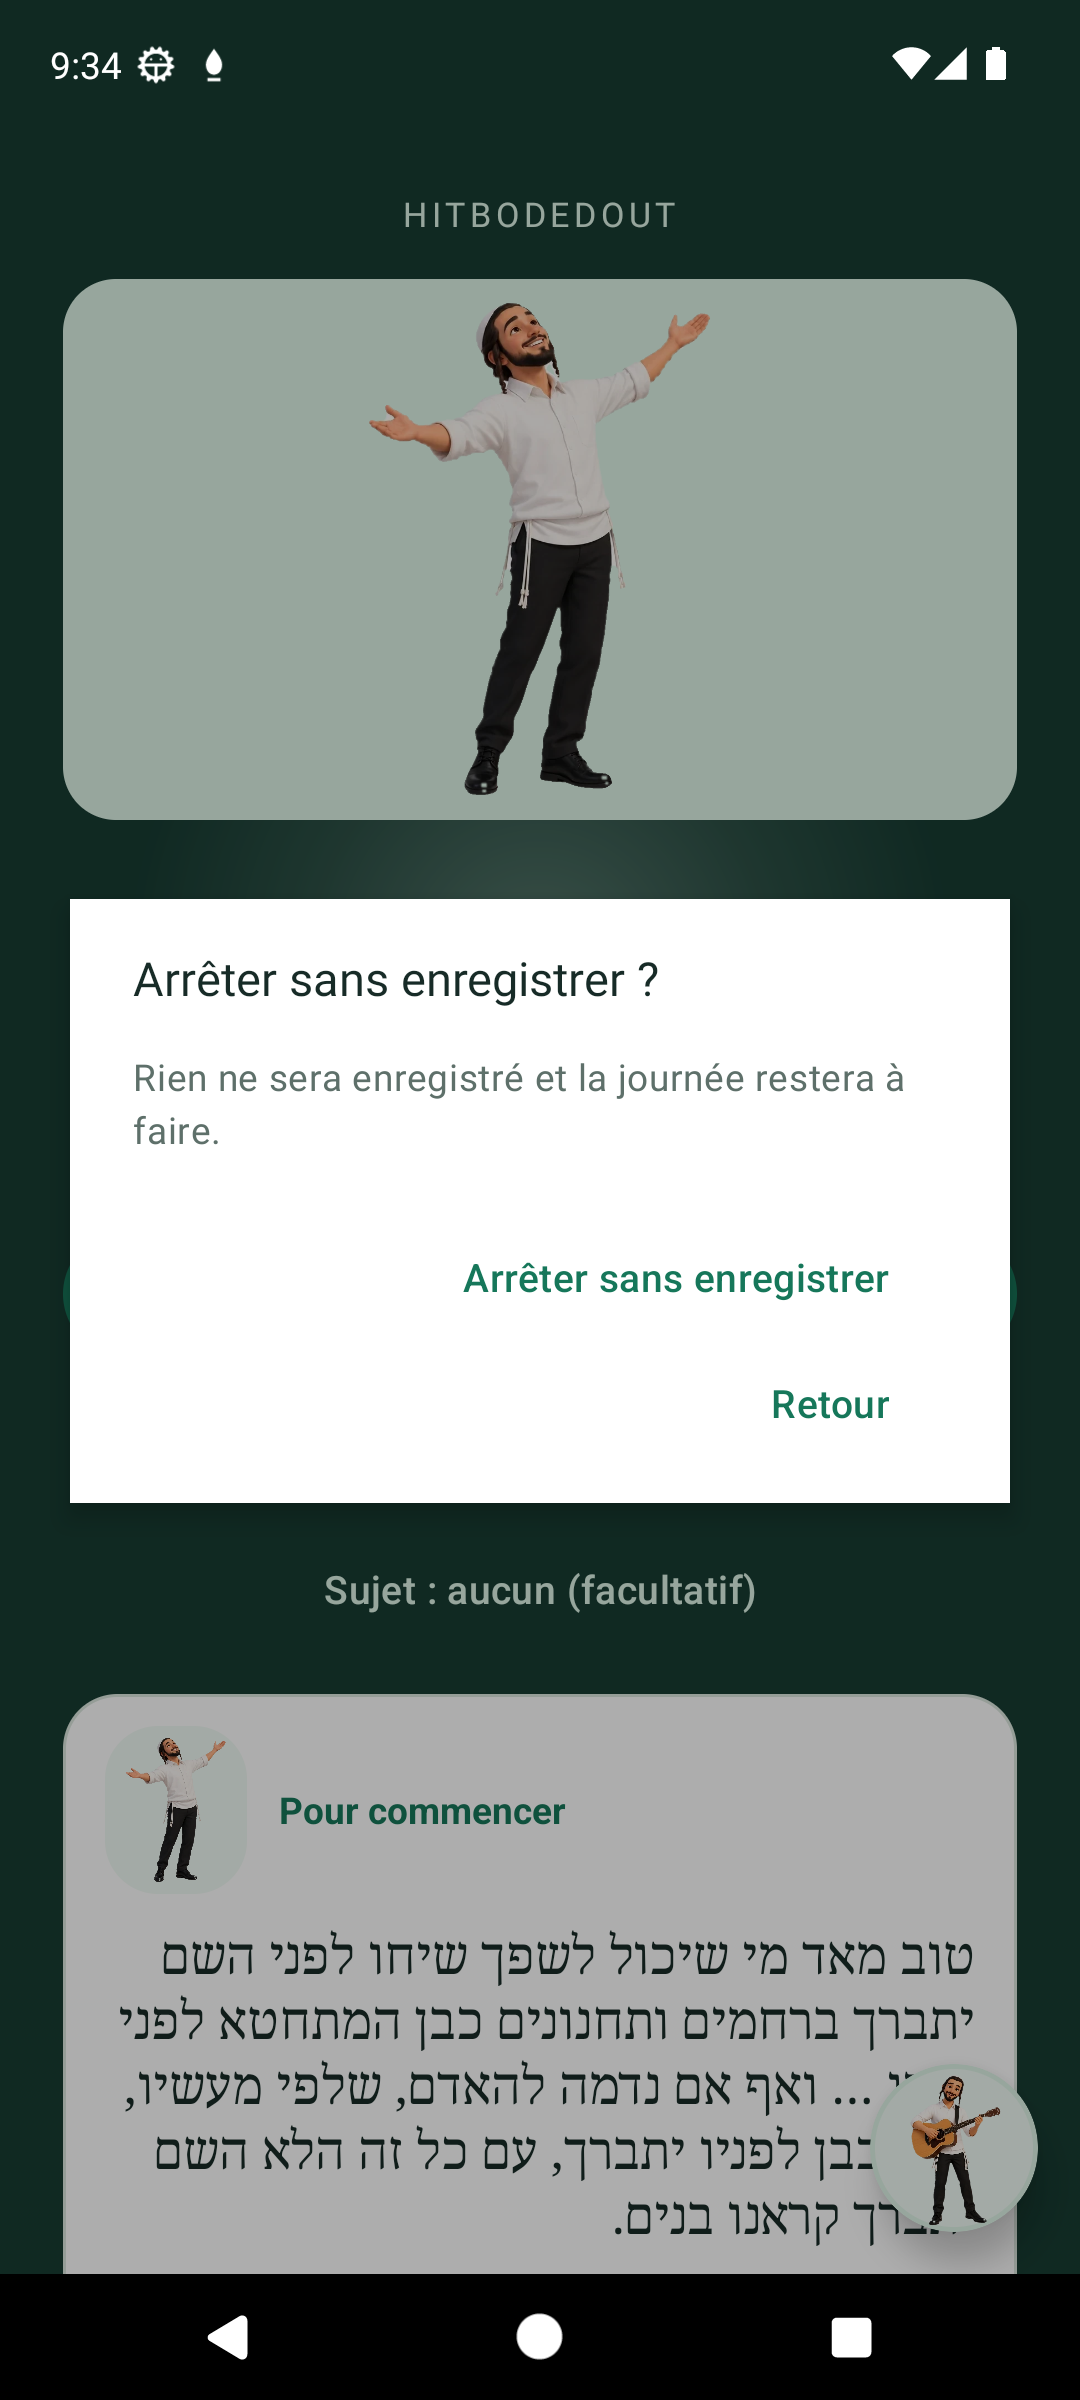 9:34
HITBODEDOUT
Arrêter sans enregistrer ?
Rien ne sera enregistré et la journée restera à
faire.
Arrêter sans enregistrer
Retour
Sujet : aucun (facultatif)
Pour commencer
טוב מאד מי שיכול לשפך שיחו לפני השם
יתברך ברחמים ותחנונים כבן המתחטא לפני
... ואף אם נדמה להאדם, שלפי מעשיו,
כבן לפניו יתברך, עם כל זה הלא השם
קראנו בנים.